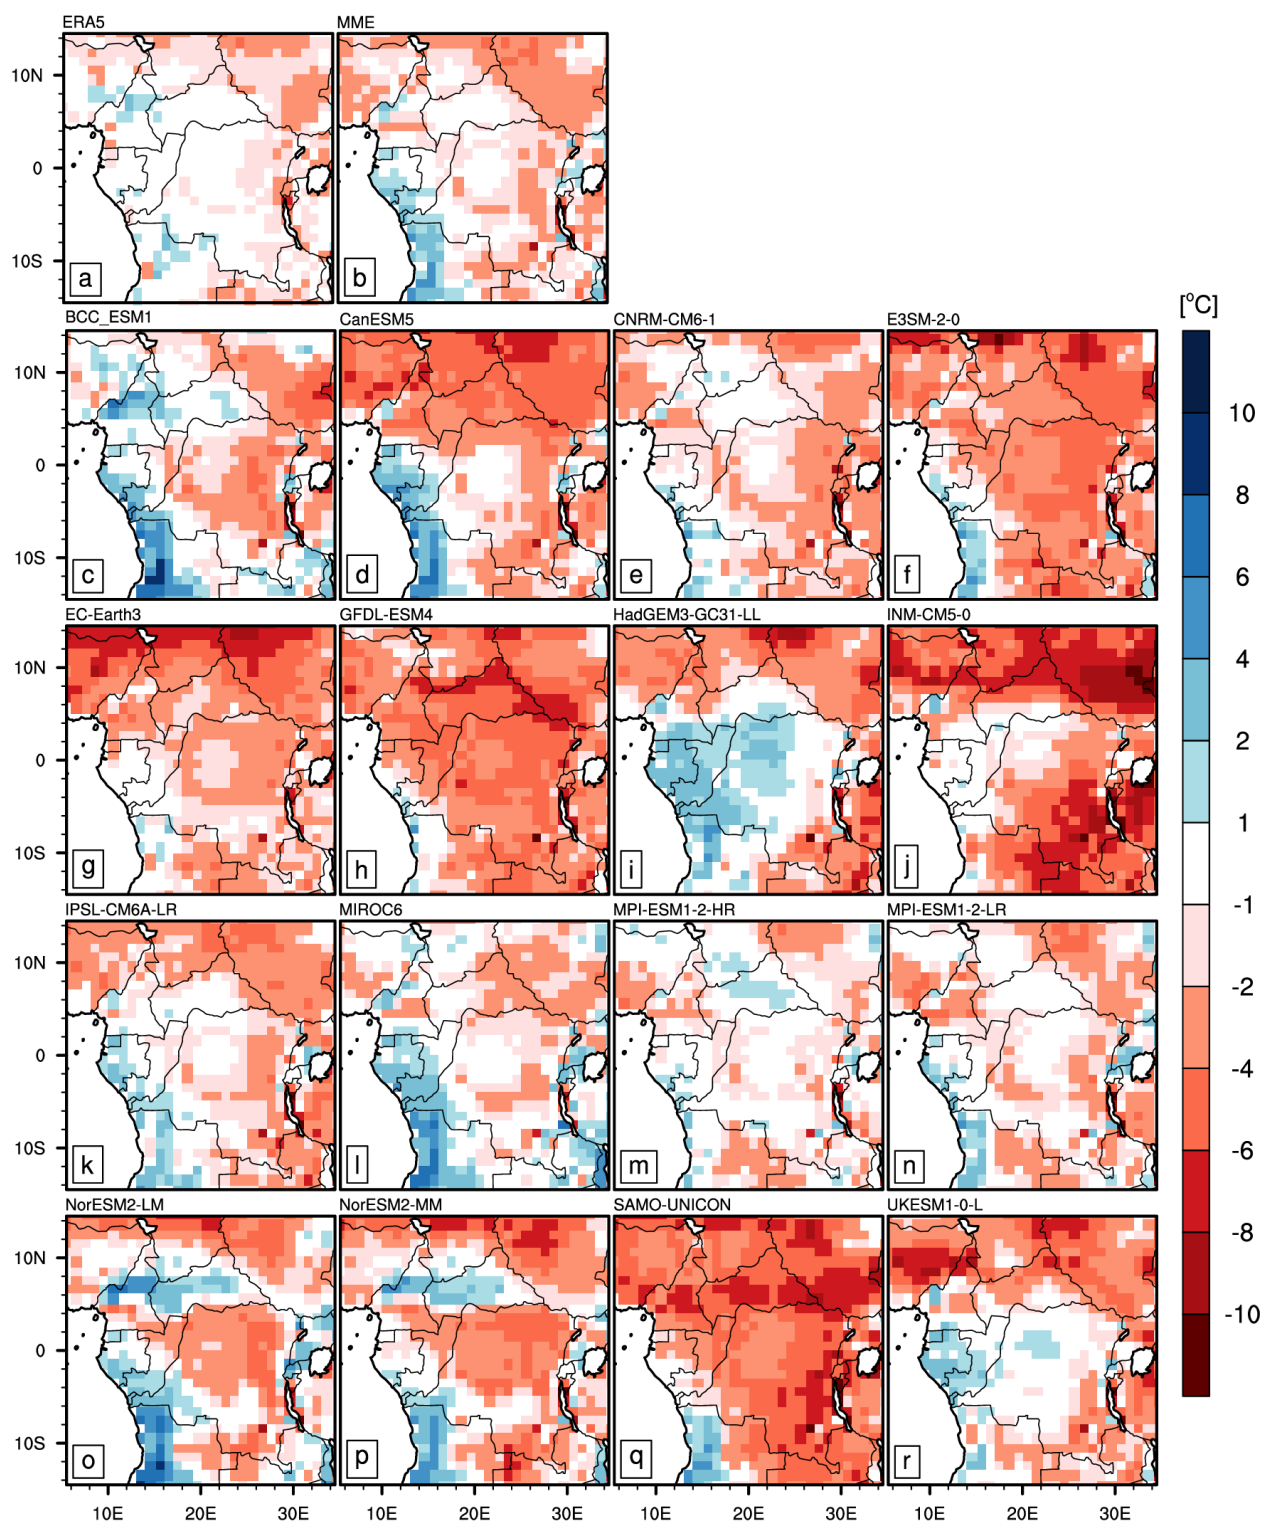 ERA5 MME
10N
0
10S
a b
[°C]
BCC_ESM1 CanESM5 CNRM-CM6-1 E3SM-2-0
10N
0
10S
c d e f
EC-Earth3 GFDL-ESM4 HadGEM3-GC31-LL INM-CM5-0
10N
0
10S
g h i j
IPSL-CM6A-LR MIROC6 MPI-ESM1-2-HR MPI-ESM1-2-LR
10N
0
10S
k l m n
NorESM2-LM NorESM2-MM SAMO-UNICON UKESM1-0-L
10N
0
10S
o p q r
10E 20E 30E 10E 20E 30E 10E 20E 30E 10E 20E 30E
10
8
6
4
2
1
-1
-2
-4
-6
-8
-10